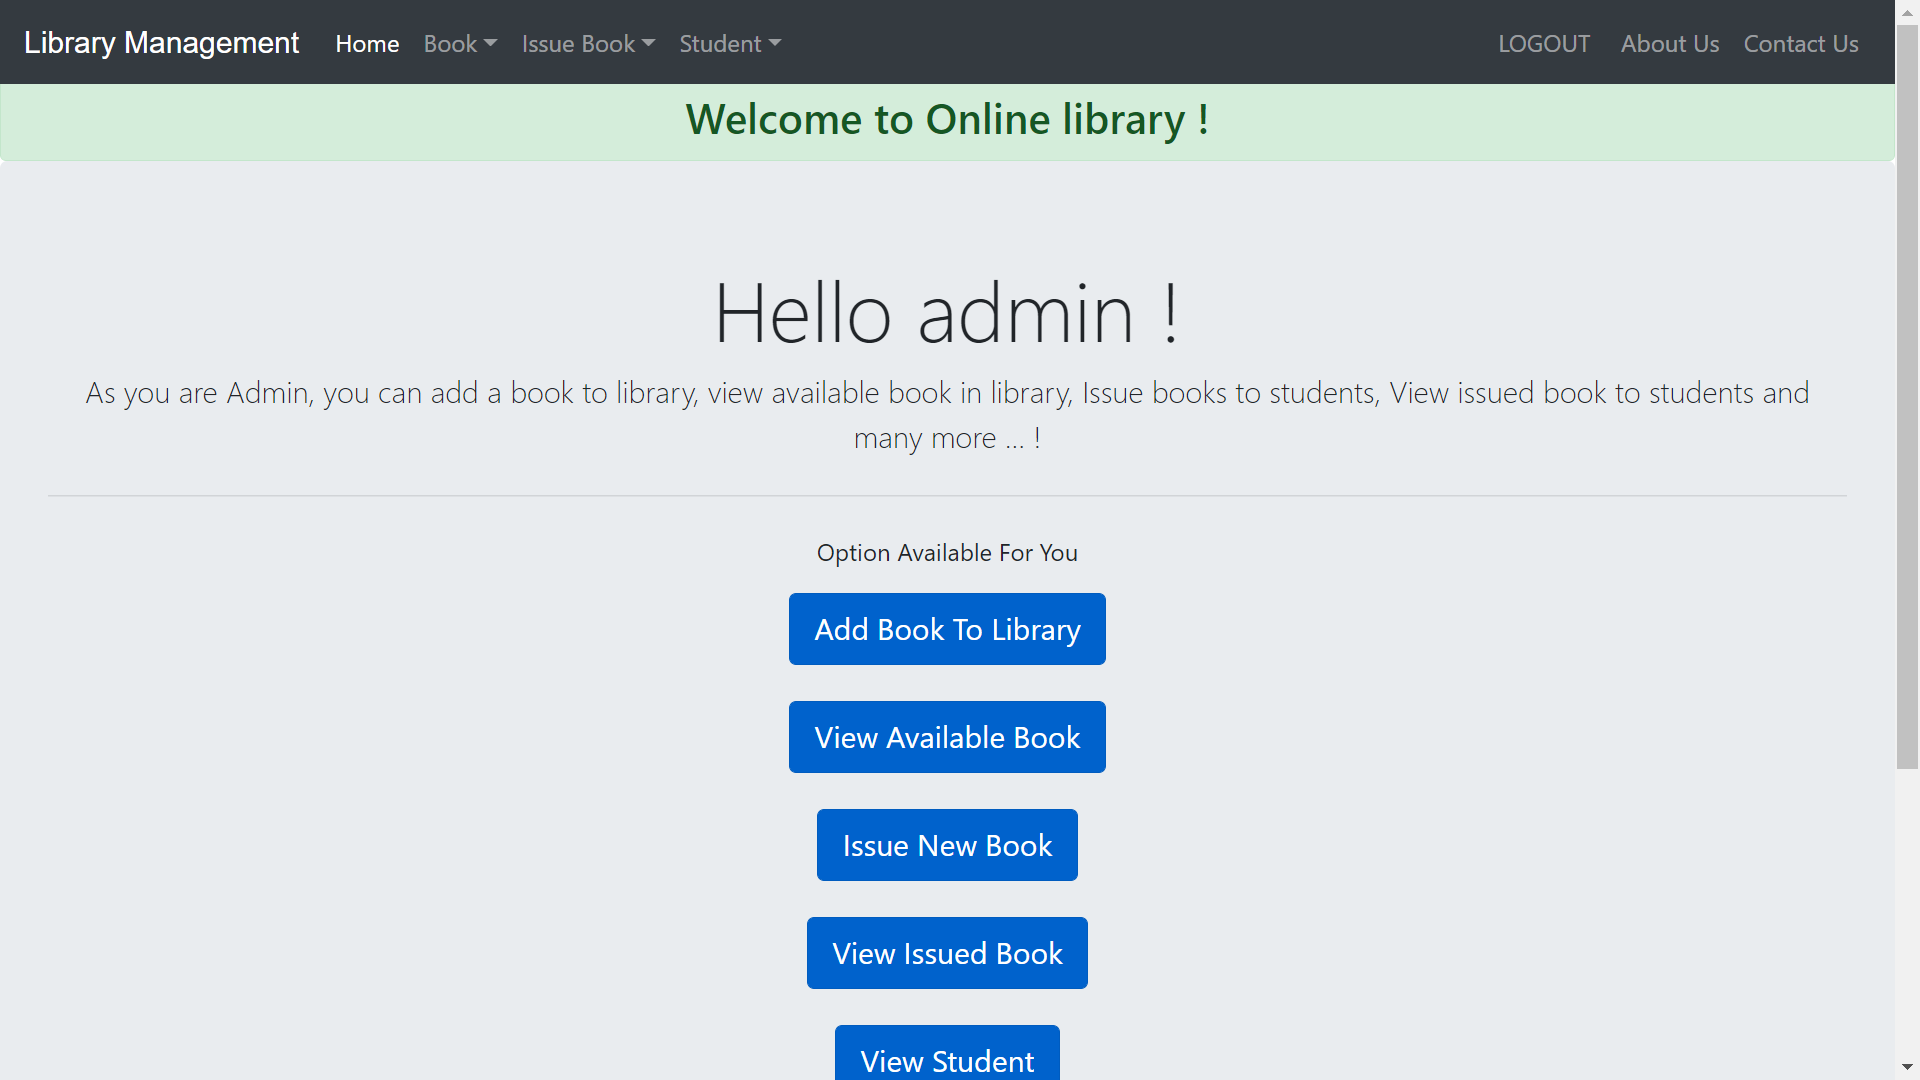 Library Management Home Book Issue Book Student LOGOUT About Us Contact Us
Welcome to Online library !
Hello admin !
As you are Admin, you can add a book to library, view available book in library, Issue books to students, View issued book to students and
many more ... !
Option Available For You
Add Book To Library
View Available Book
Issue New Book
View Issued Book
View Student